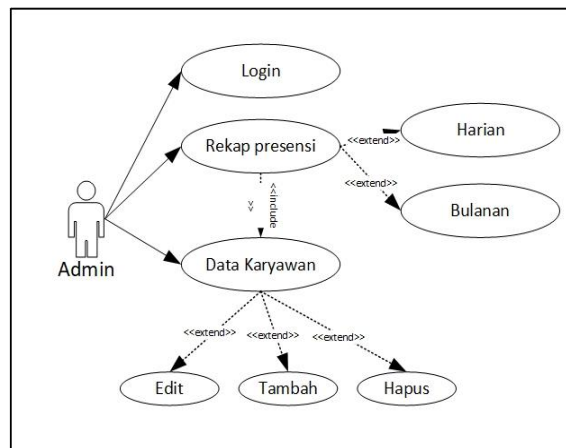 Login
Rekap presensi
<<extend>>
Harian
<<extend>>
Bulanan
<<include
>>
Admin
Data Karyawan
<<extend>>
<<extend>>
<<extend>>
Edit
Tambah
Hapus